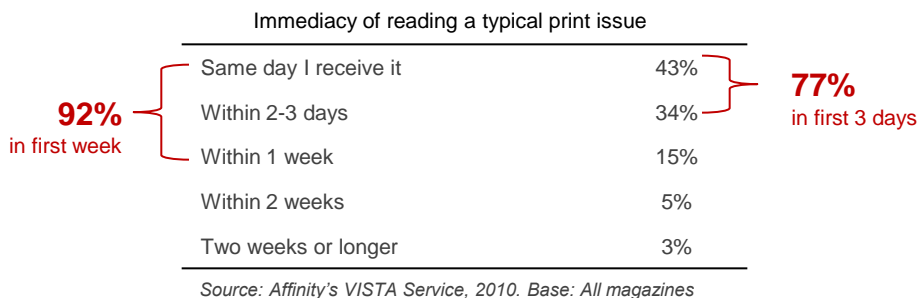 Immediacy of reading a typical print issue
Same day I receive it 43%
Within 2-3 days 34%
Within 1 week 15%
Within 2 weeks 5%
Two weeks or longer 3%
92%
in first week
77%
in first 3 days
Source: Affinity's VISTA Service, 2010. Base: All magazines